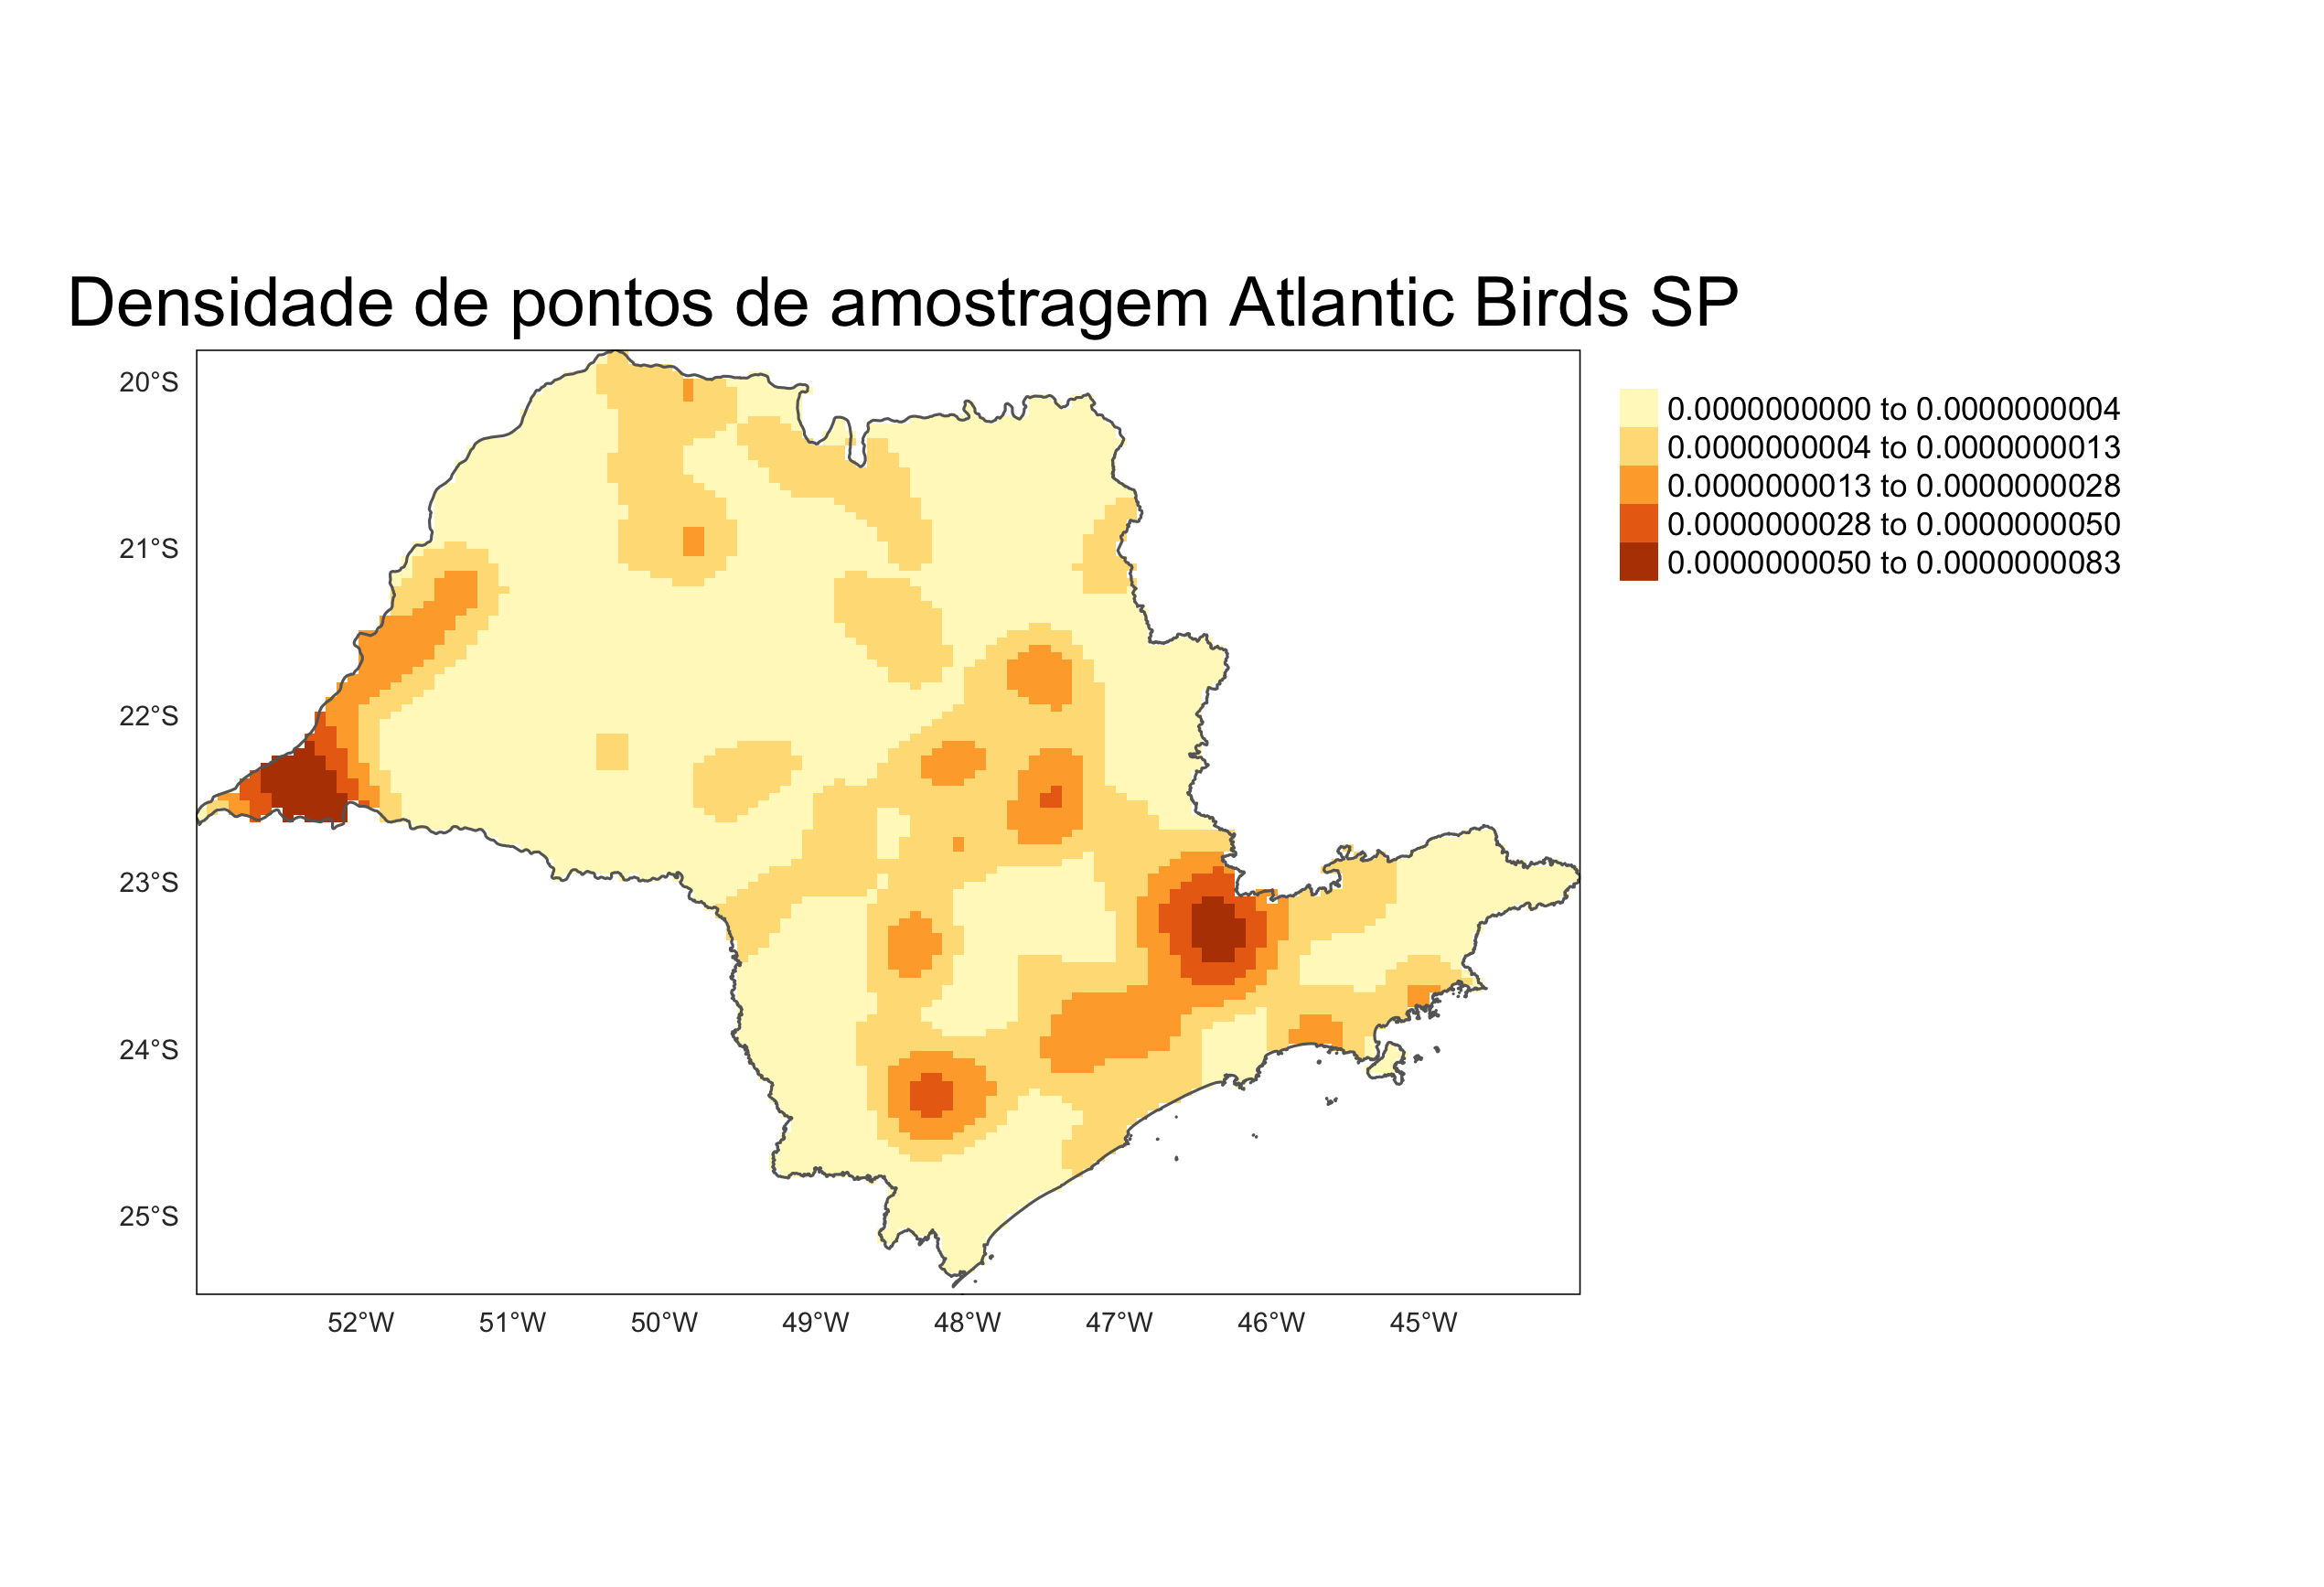 Densidade de pontos de amostragem Atlantic Birds SP
20°S
21°S
22°S
23°S
24°S
25°S
52°W 51°W 50°W 49°W 48°W 47°W 46°W 45°W
0.0000000000 to 0.0000000004
0.0000000004 to 0.0000000013
0.0000000013 to 0.0000000028
0.0000000028 to 0.0000000050
0.0000000050 to 0.0000000083